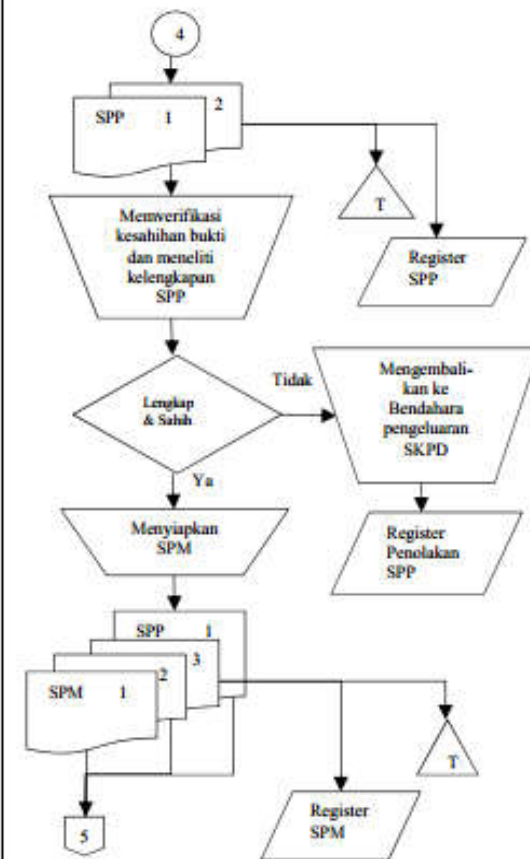 4
SPP 1
2
T
Register
SPP
Memverifikasi
kesahihan bukti
dan meneliti
kelengkapan
SPP
Lengkap
& Sahih
Tidak
Mengembali-
kan ke
Bendahara
pengeluaran
SKPD
Ya
Menyiapkan
SPM
Register
Penolakan
SPP
SPP 1
3
2
SPM 1
T
Register
SPM
5